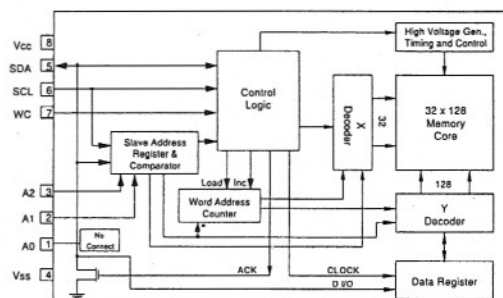 Vcc 8
SDA 5
SCL 6
WC 7
A2 3
A1 2
A0 1
Vss 4
No
Connect
Slave Address
Register &
Comparator
Control
Logic
Load
Inc
Word Address
Counter
ACK
CLOCK
D I/O
X
Decoder
32
High Voltage Gen.,
Timing and Control
32 x 128
Memory
Core
128
Y
Decoder
Data Register